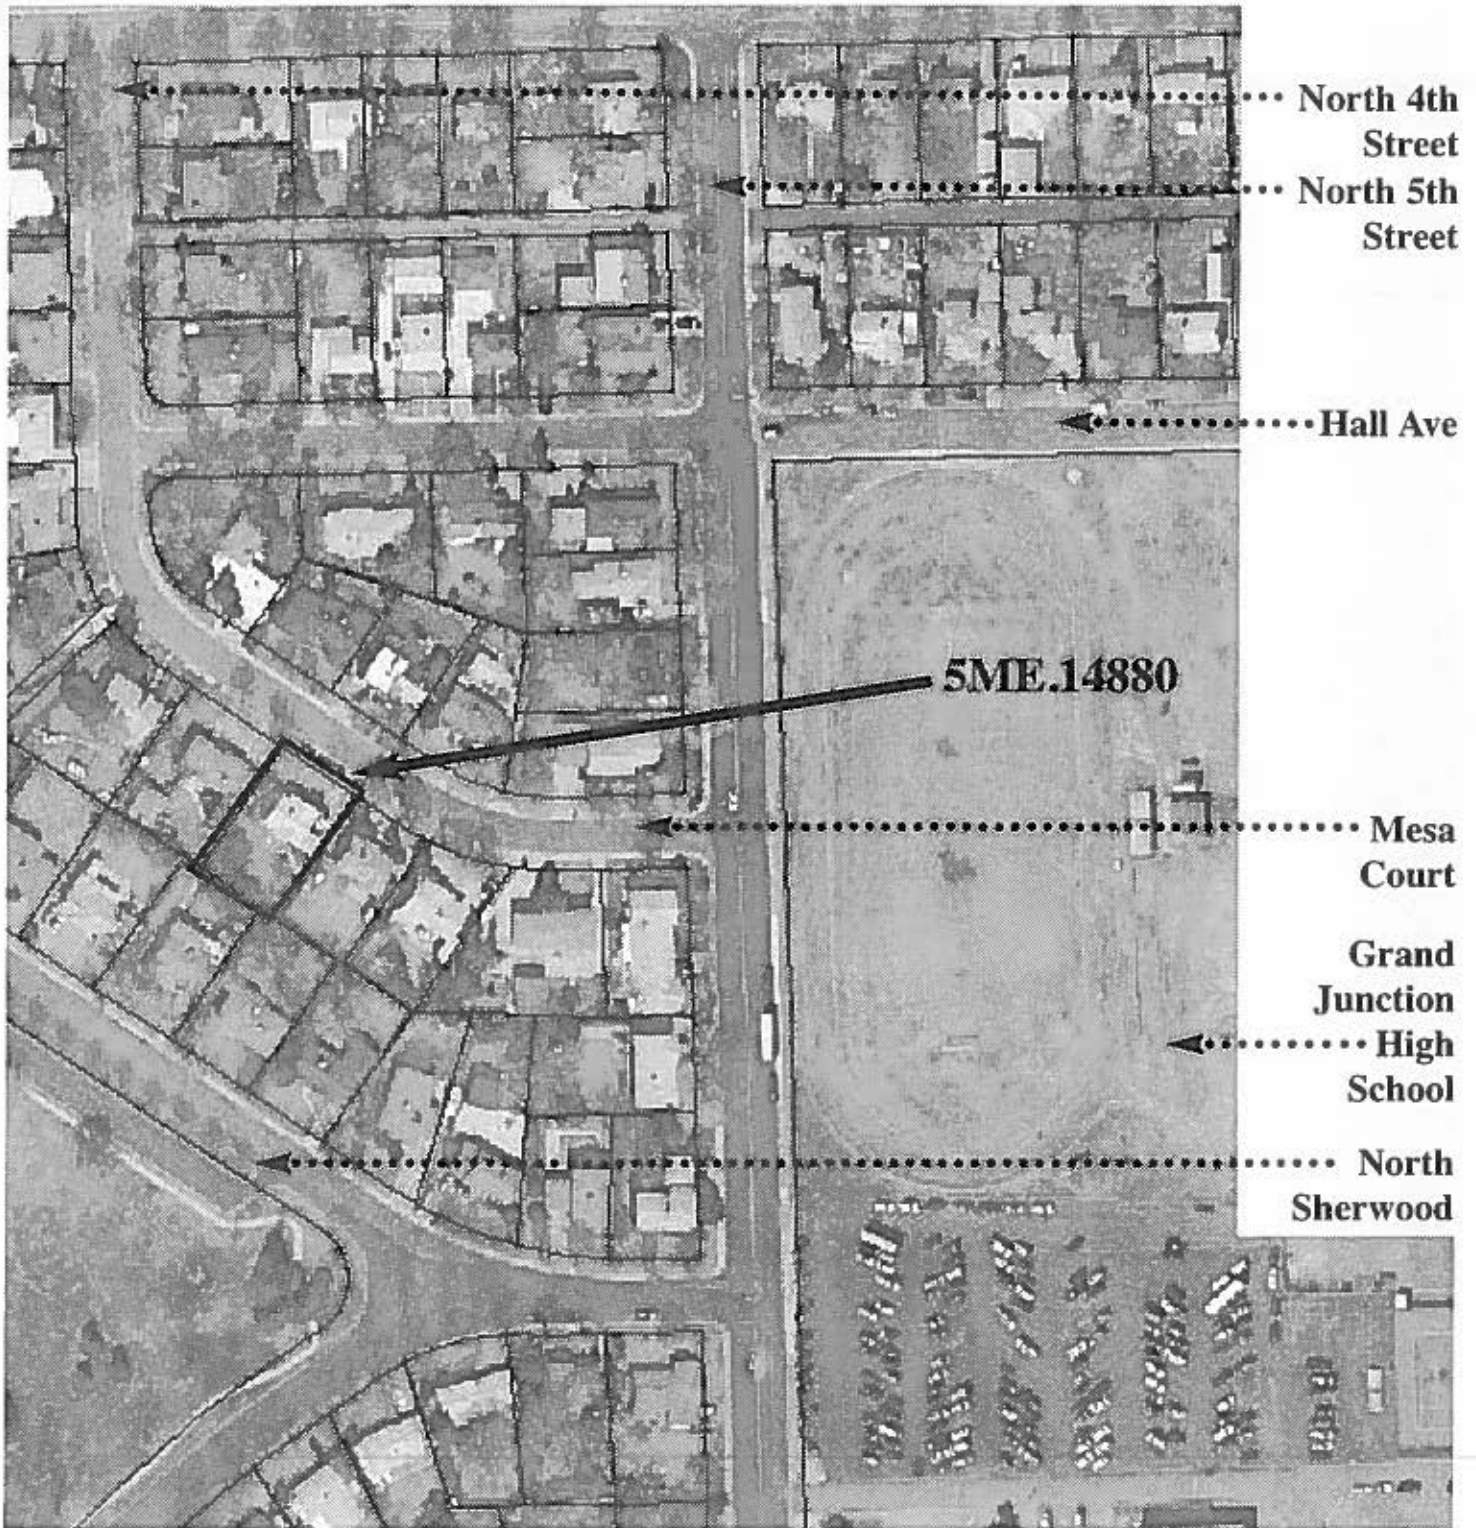 North 4th
Street
North 5th
Street
Hall Ave
5ME.14880
Mesa
Court
Grand
Junction
High
School
North
Sherwood